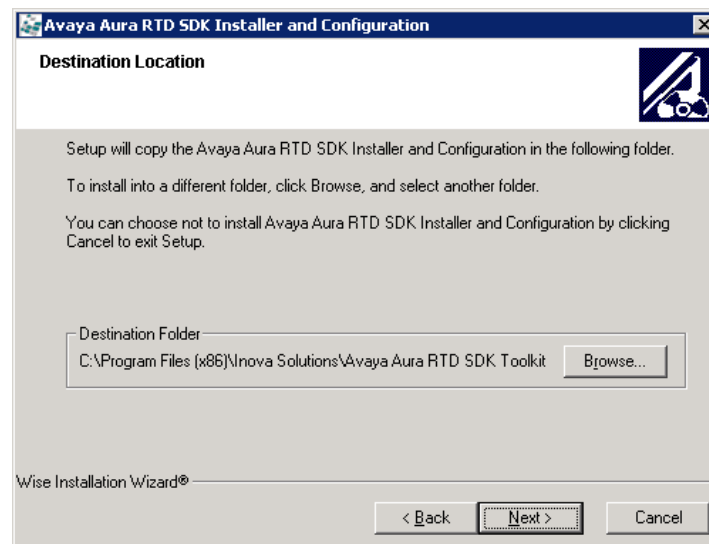 Avaya Aura RTD SDK Installer and Configuration
Destination Location
Setup will copy the Avaya Aura RTD SDK Installer and Configuration in the following folder.
To install into a different folder, click Browse, and select another folder.
You can choose not to install Avaya Aura RTD SDK Installer and Configuration by clicking
Cancel to exit Setup.
Destination Folder
C:\Program Files (x86)\Inova Solutions\Avaya Aura RTD SDK Toolkit
Browse...
Wise Installation Wizard®
< Back
Next >
Cancel